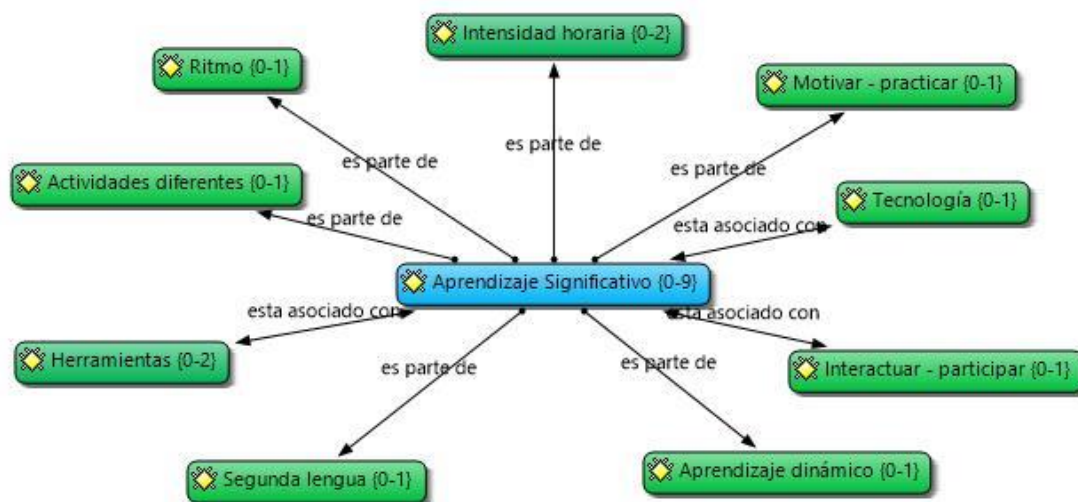 Intensidad horaria {0-2}
Ritmo {0-1}
Motivar - practicar {0-1}
es parte de
es parte de
es parte de
Actividades diferentes {0-1}
Tecnología {0-1}
es parte de
esta asociado con
Aprendizaje Significativo {0-9}
esta asociado con
esta asociado con
Herramientas {0-2}
Interactuar - participar {0-1}
es parte de
es parte de
Segunda lengua {0-1}
Aprendizaje dinámico {0-1}